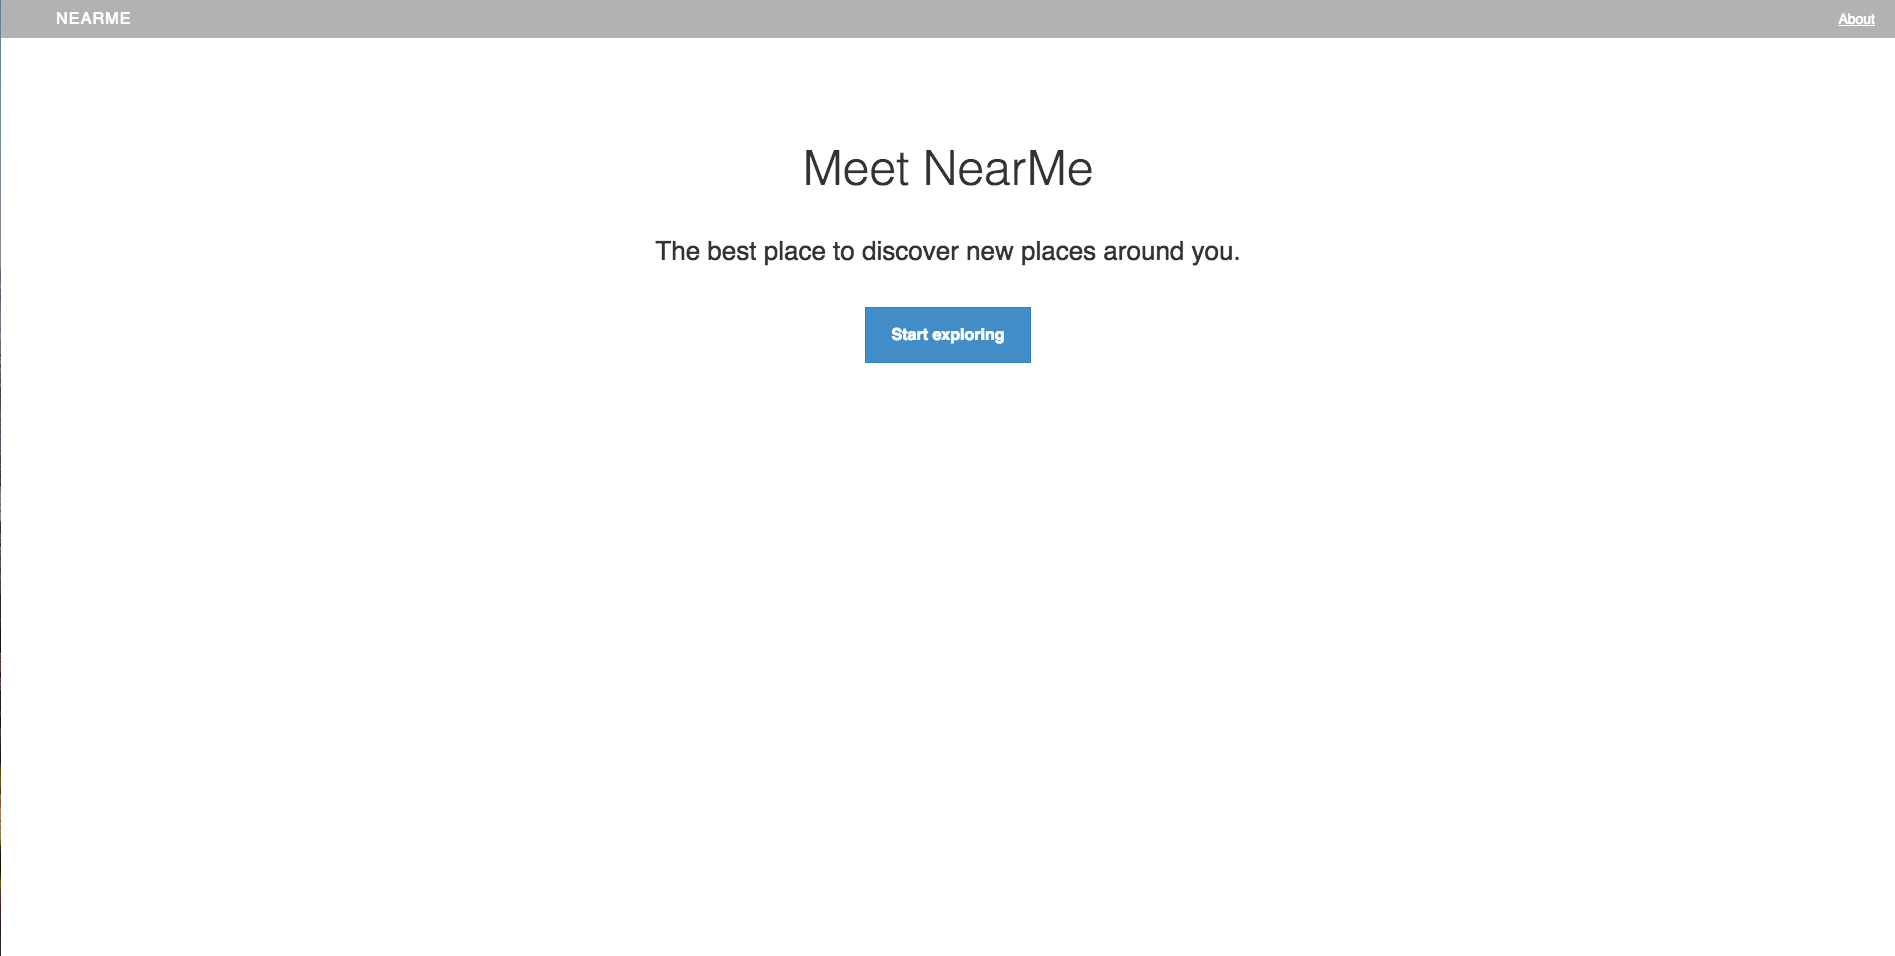 NEARME
About
Meet NearMe
The best place to discover new places around you.
Start exploring